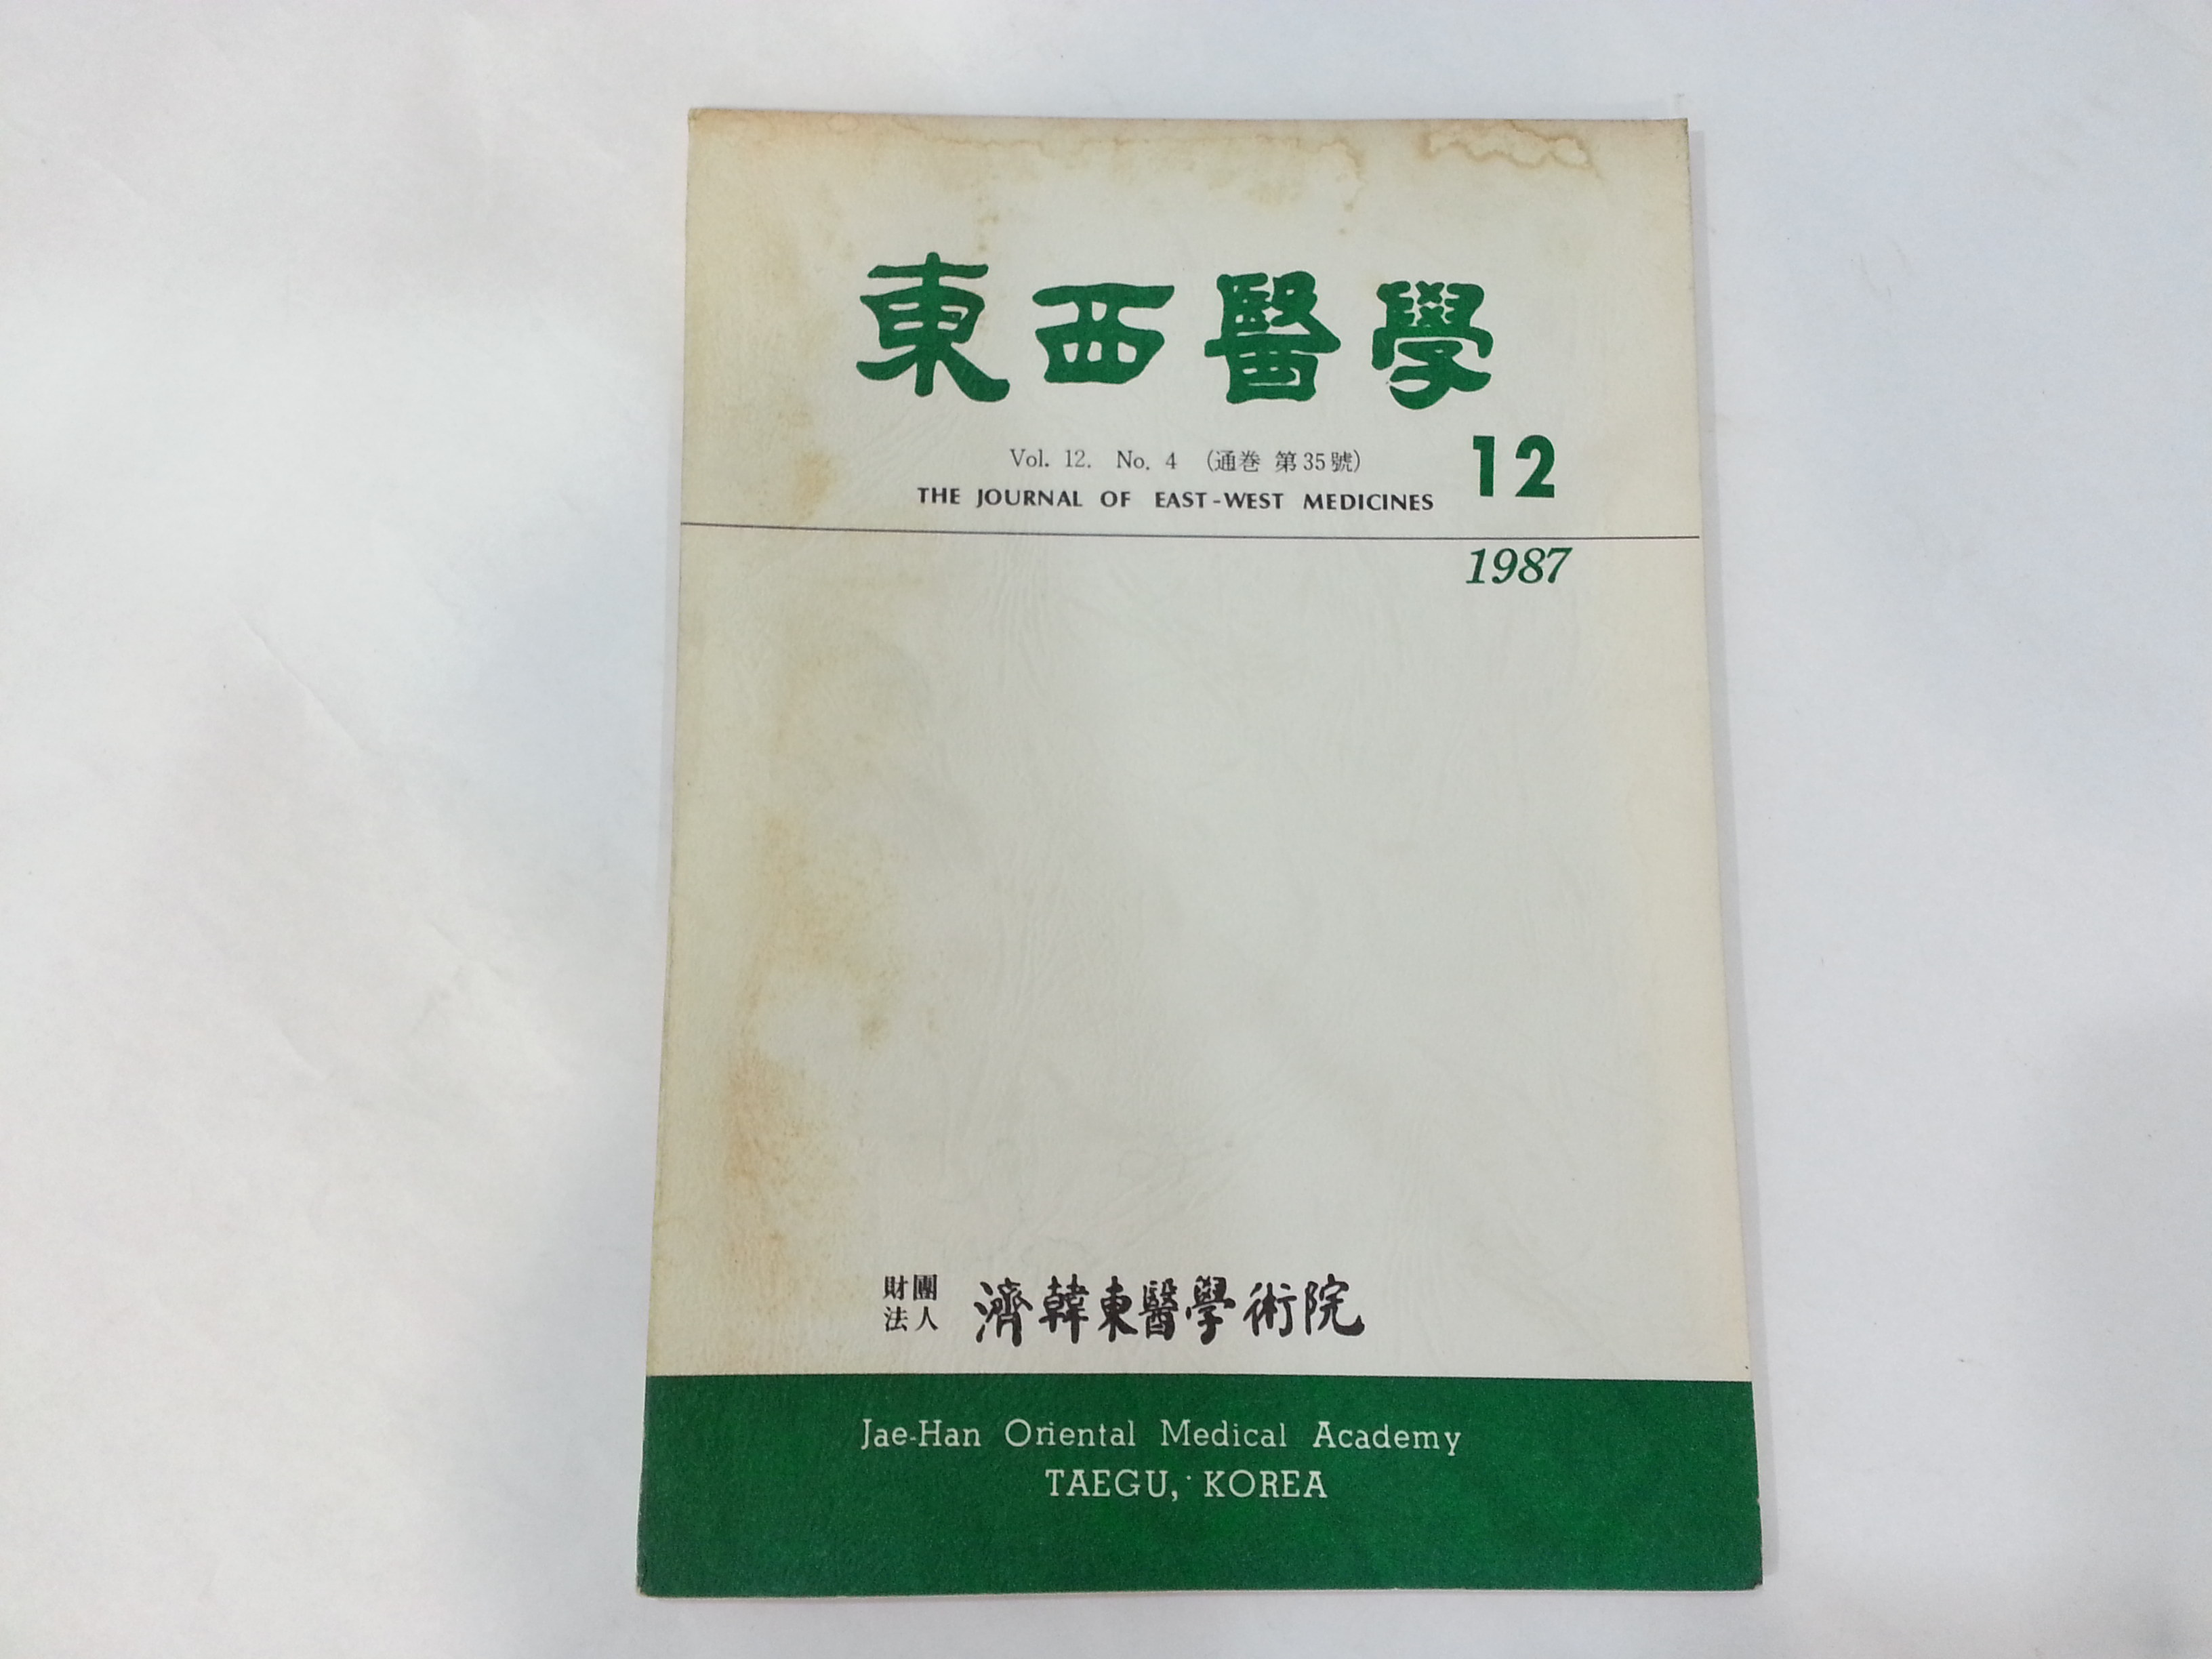 東西醫學
Vol. 12. No. 4 (通巻 第35號)
12
THE JOURNAL OF EAST-WEST MEDICINES
1987
財團
法人
濟韓東醫學術院
Jae-Han Oriental Medical Academy
TAEGU, KOREA